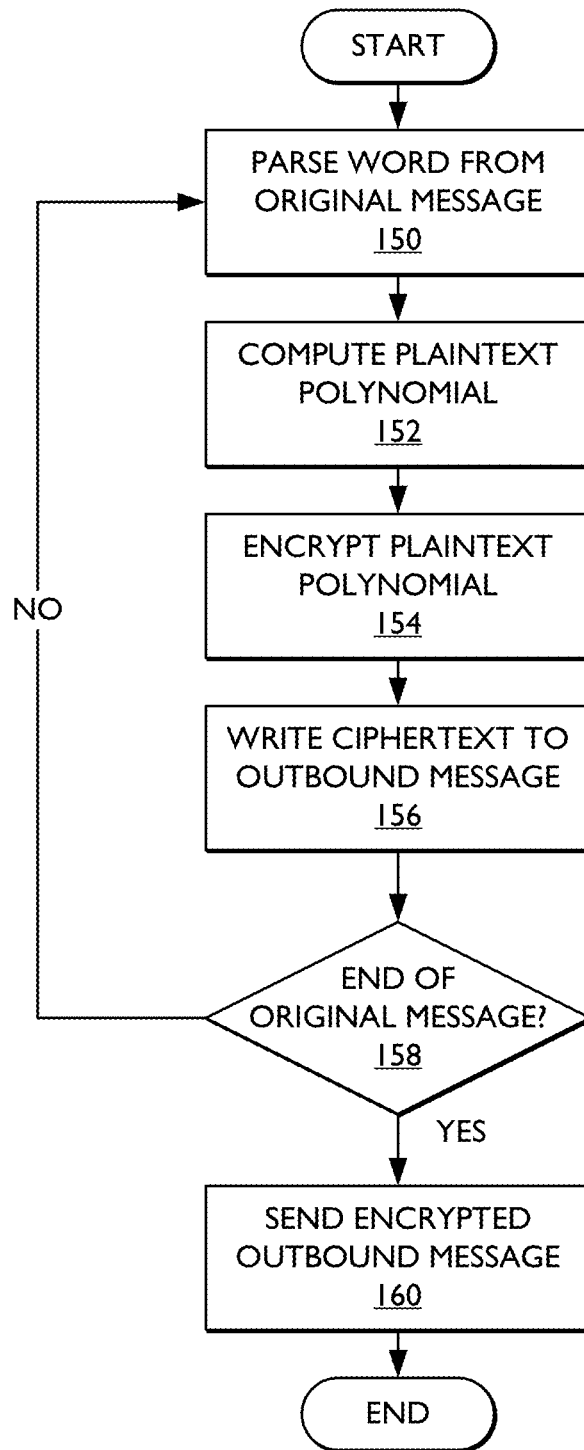 START
PARSE WORD FROM
ORIGINAL MESSAGE
150
COMPUTE PLAINTEXT
POLYNOMIAL
152
ENCRYPT PLAINTEXT
POLYNOMIAL
154
NO
WRITE CIPHERTEXT TO
OUTBOUND MESSAGE
156
END OF
ORIGINAL MESSAGE?
158
YES
SEND ENCRYPTED
OUTBOUND MESSAGE
160
END